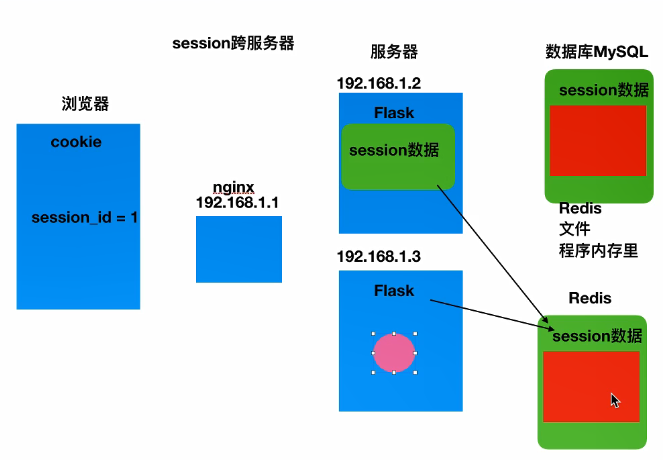 session跨服务器
服务器
数据库MySQL
浏览器
cookie
session_id = 1
nginx
192.168.1.1
192.168.1.2
Flask
session数据
192.168.1.3
Flask
session数据
Redis
文件
程序内存里
Redis
session数据